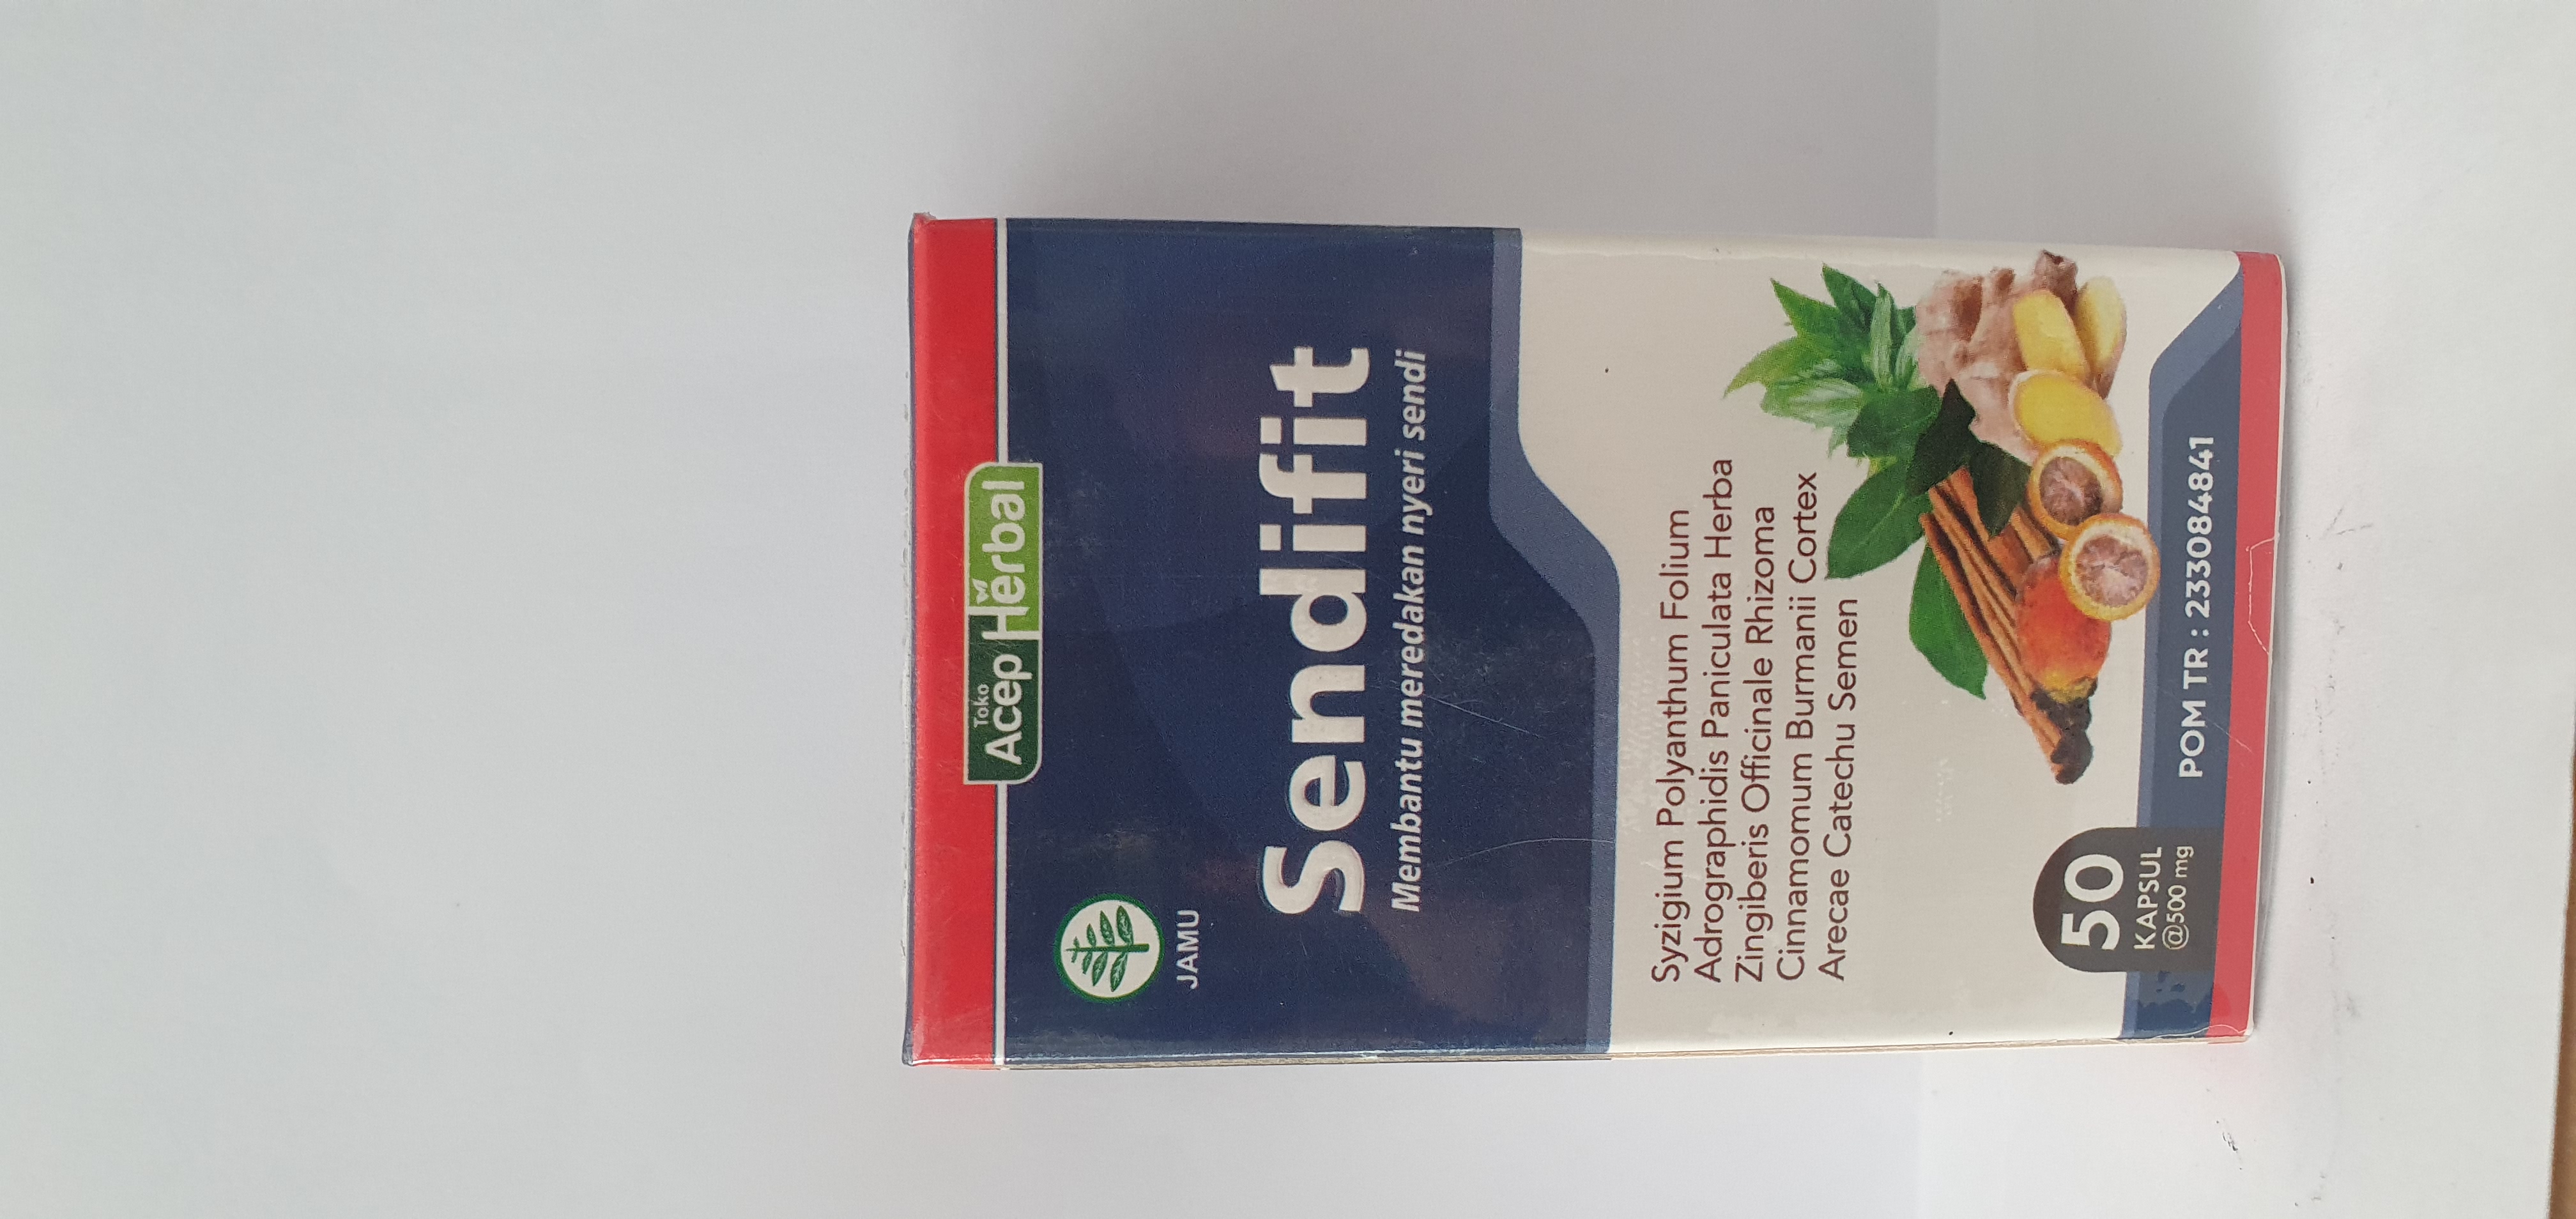 Toko
Acep Herbal
JAMU
Sendifit
Membantu meredakan nyeri sendi
Syzigium Polyanthum Folium
Adrographidis Paniculata Herba
Zingiberis Officinale Rhizoma
Cinnamomum Burmanii Cortex
Arecae Catechu Semen
50
KAPSUL
@500 mg
POM TR : 233084841